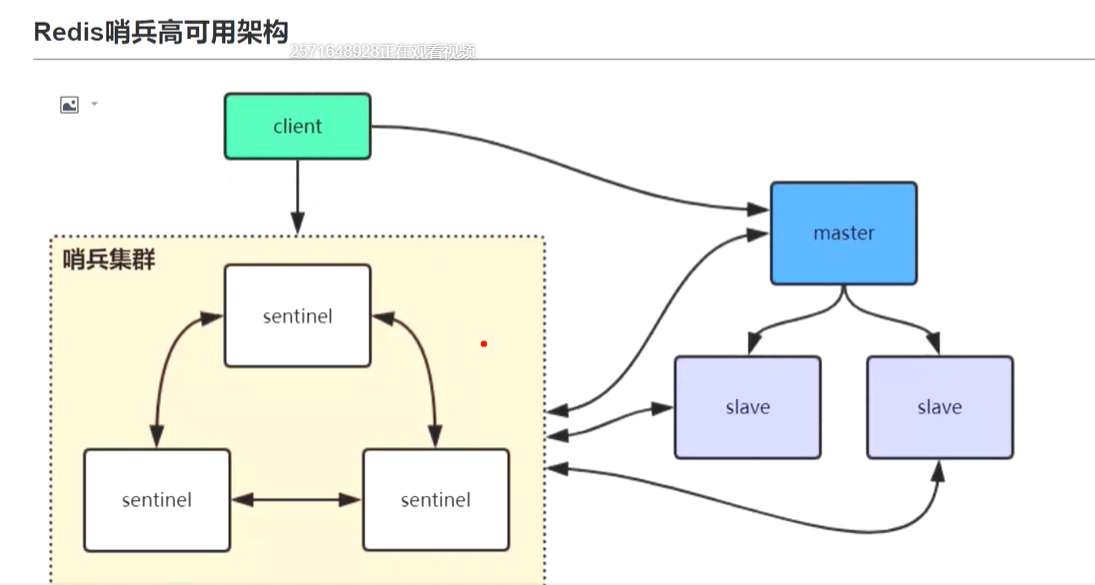 Redis哨兵高可用架构
2571648928正在观看视频
client
master
哨兵集群
sentinel
slave
slave
sentinel
sentinel